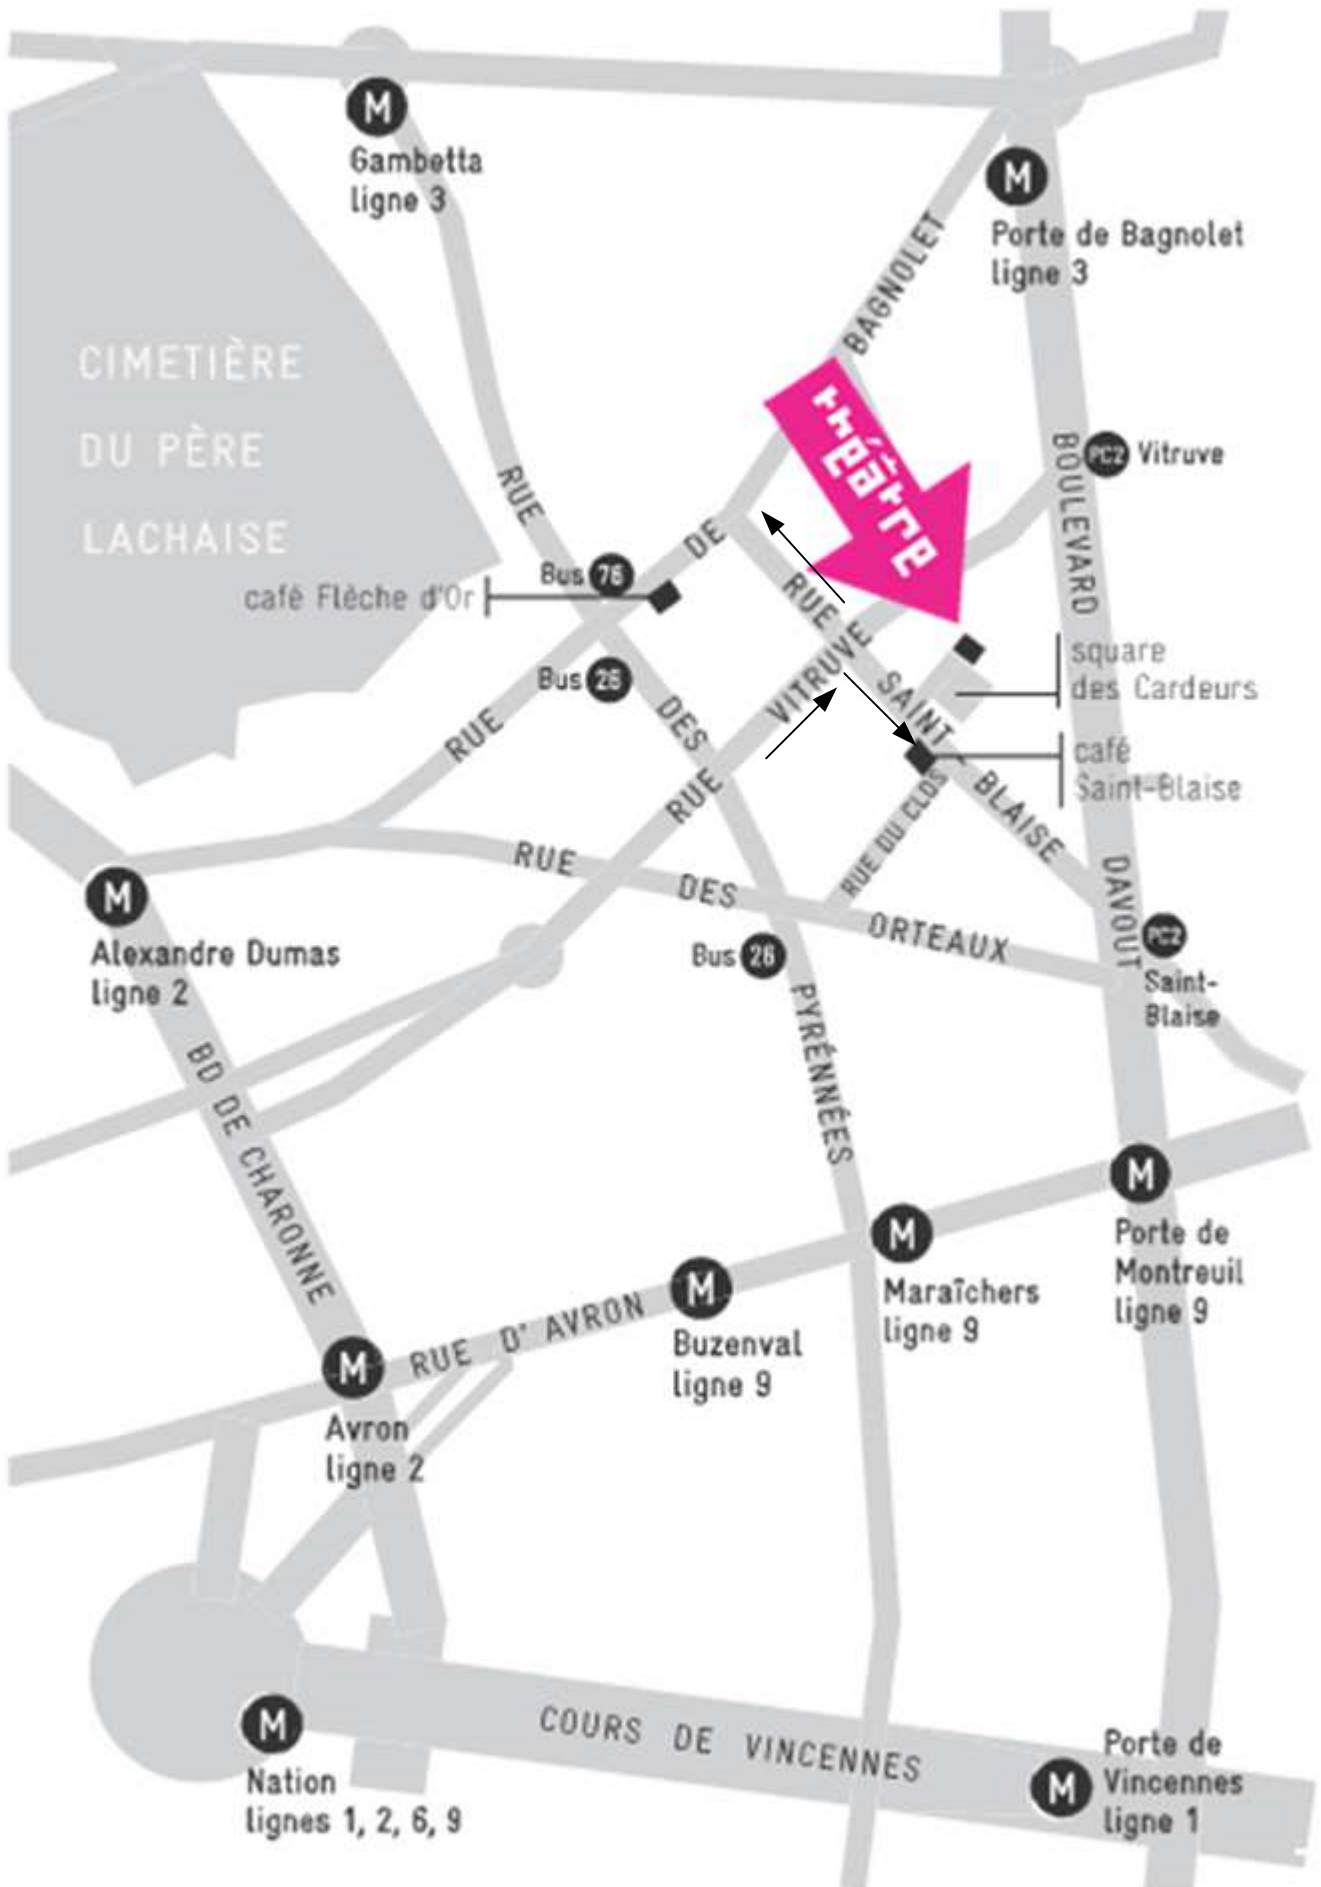 M
Gambetta
ligne 3
M
Porte de Bagnolet
ligne 3
CIMETIÈRE
DU PÈRE
LACHAISE
RUE DE BAGNOLET
théâtre
PC2 Vitruve
Bus 76
café Flèche d'Or
Bus 26
RUE VITRUVE
RUE SAINT-BLAISE
square
des Cardeurs
café
Saint-Blaise
RUE DU CLOS
BOULEVARD DAVOUT
RUE DES ORTEAUX
RUE DES PYRÉNNÉES
M
Alexandre Dumas
ligne 2
Bus 26
PC2
Saint-
Blaise
BD DE CHARONNE
M
Porte de
Montreuil
ligne 9
M
Maraîchers
ligne 9
M
Buzenval
ligne 9
RUE D'AVRON
M
Avron
ligne 2
M
Nation
lignes 1, 2, 6, 9
COURS DE VINCENNES
M
Porte de
Vincennes
ligne 1